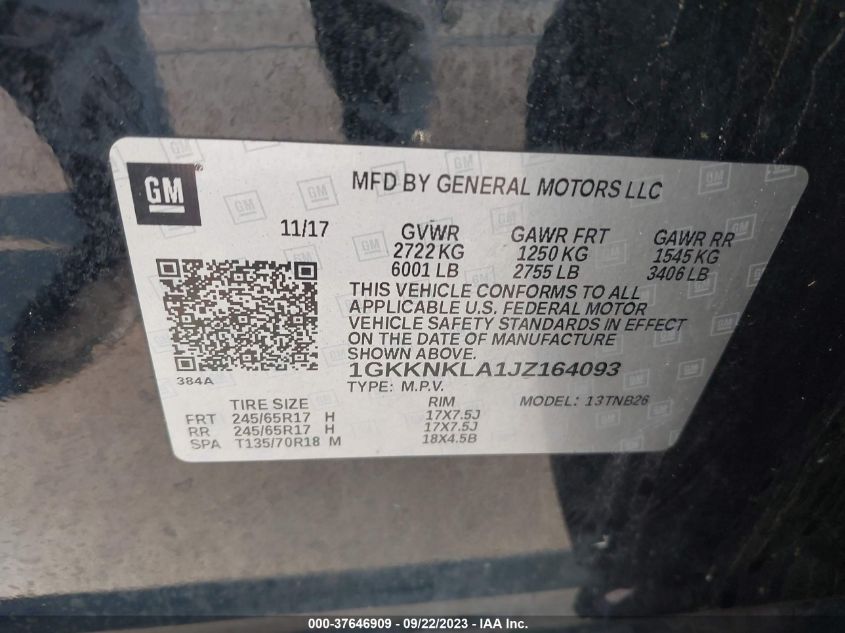 GM
MFD BY GENERAL MOTORS LLC
11/17
GVWR
2722 KG
6001 LB
GAWR FRT
1250 KG
2755 LB
GAWR RR
1545 KG
3406 LB
THIS VEHICLE CONFORMS TO ALL
APPLICABLE U.S. FEDERAL MOTOR
VEHICLE SAFETY STANDARDS IN EFFECT
ON THE DATE OF MANUFACTURE
SHOWN ABOVE.
384A
1GKKNKLA1JZ164093
TYPE: M.P.V.
TIRE SIZE RIM MODEL: 13TNB26
FRT 245/65R17 H 17X7.5J
RR 245/65R17 H 17X7.5J
SPA T135/70R18 M 18X4.5B
000-37646909 - 09/22/2023 - IAAI.COM